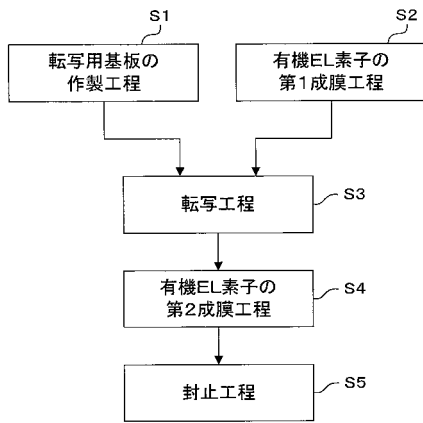 S1
転写用基板の
作製工程
S2
有機EL素子の
第1成膜工程
転写工程
S3
有機EL素子の
第2成膜工程
S4
封止工程
S5